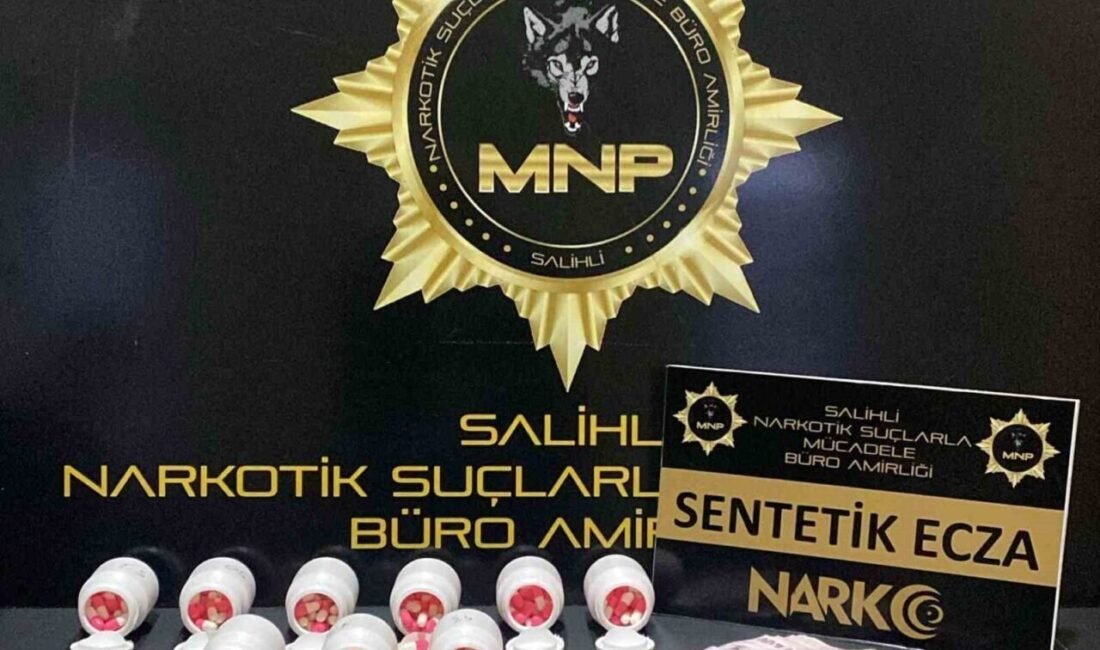 NARKOTİK SUÇ
E BÜRO AMİRLİĞİ
MNP
SALİHLİ
SALİHL
NARKOTİK SUÇLARL
BÜRO AMİR
MNP
SALİHLİ
NARKOTİK SUÇLARLA
MÜCADELE
BÜRO AMİRLİĞİ
MNP
SENTETİK ECZA
NARKO